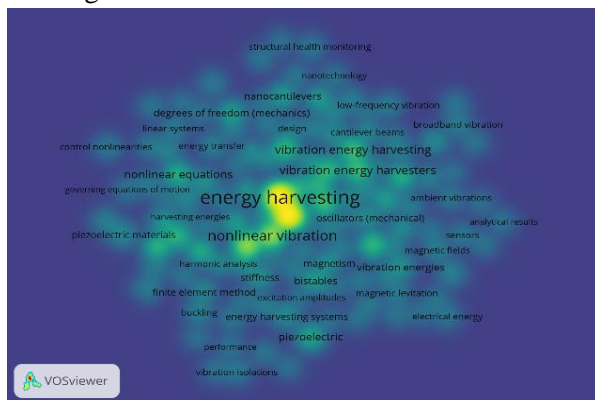 structural health monitoring
nanotechnology
nanocantilevers
low-frequency vibration
degrees of freedom (mechanics)
linear systems
design
cantilever beams
broadband vibration
control nonlinearities
energy transfer
vibration energy harvesting
nonlinear equations
vibration energy harvesters
governing equations of motion
energy harvesting
ambient vibrations
harvesting energies
oscillators (mechanical)
analytical results
piezoelectric materials
nonlinear vibration
sensors
magnetic fields
harmonic analysis
magnetism
vibration energies
stiffness
bistables
finite element method
excitation amplitudes
magnetic levitation
buckling
energy harvesting systems
electrical energy
performance
piezoelectric
vibration isolations
VOSviewer